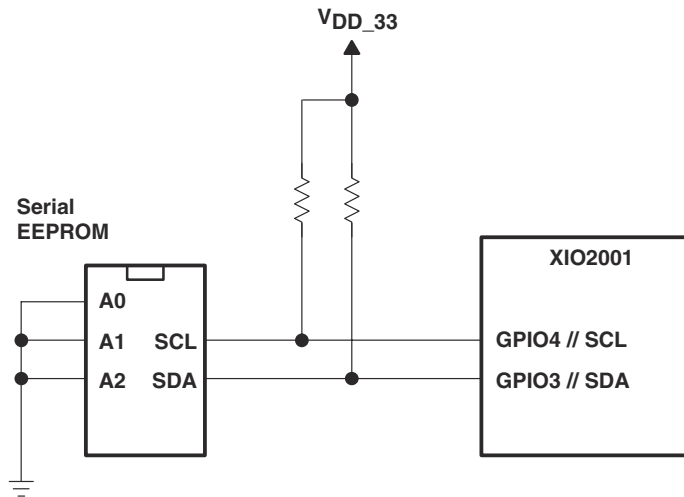 VDD_33
Serial
EEPROM
XIO2001
A0
A1 SCL
GPIO4 // SCL
A2 SDA
GPIO3 // SDA